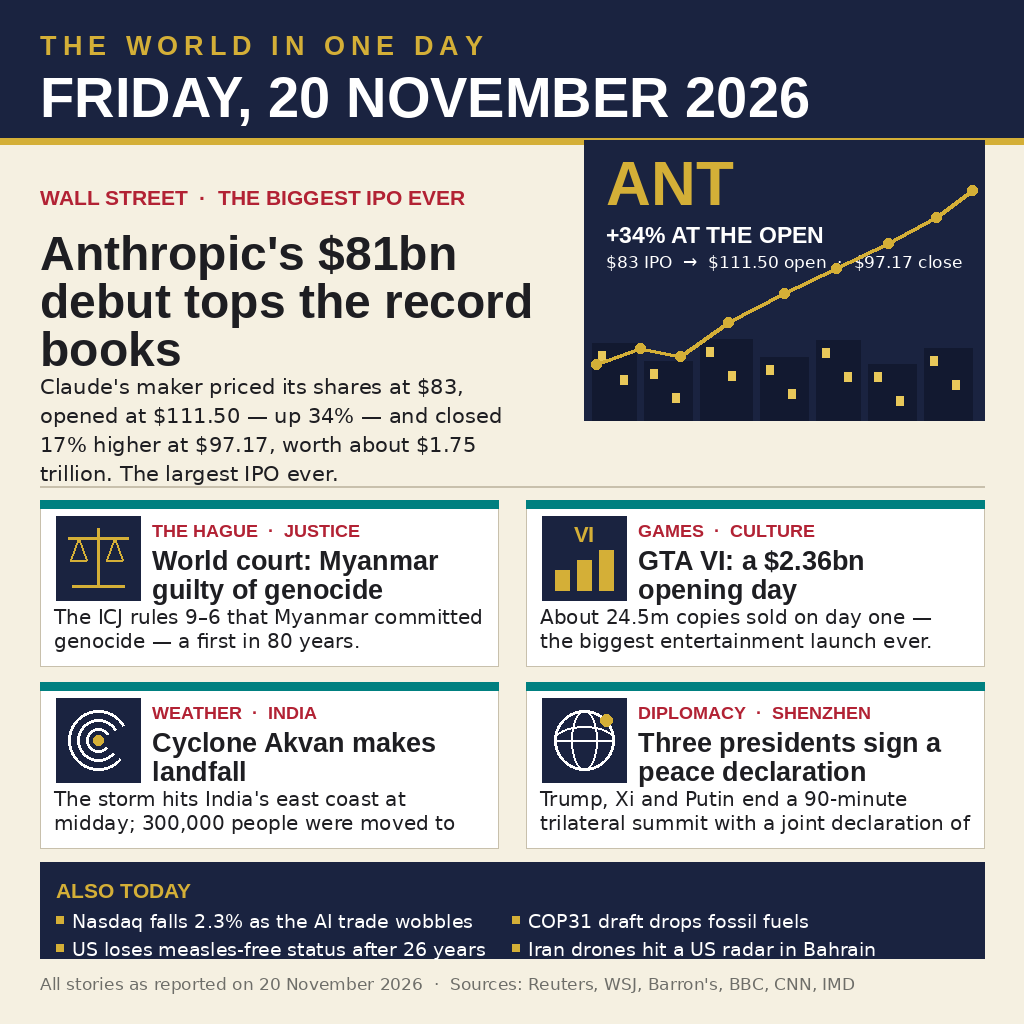 THE WORLD IN ONE DAY
FRIDAY, 20 NOVEMBER 2026
WALL STREET · THE BIGGEST IPO EVER
Anthropic's $81bn
debut tops the record
books
Claude's maker priced its shares at $83,
opened at $111.50 — up 34% — and closed
17% higher at $97.17, worth about $1.75
trillion. The largest IPO ever.
ANT
+34% AT THE OPEN
$83 IPO → $111.50 open · $97.17 close
THE HAGUE · JUSTICE
World court: Myanmar
guilty of genocide
The ICJ rules 9–6 that Myanmar committed
genocide — a first in 80 years.
VI
GAMES · CULTURE
GTA VI: a $2.36bn
opening day
About 24.5m copies sold on day one —
the biggest entertainment launch ever.
WEATHER · INDIA
Cyclone Akvan makes
landfall
The storm hits India's east coast at
midday; 300,000 people were moved to
DIPLOMACY · SHENZHEN
Three presidents sign a
peace declaration
Trump, Xi and Putin end a 90-minute
trilateral summit with a joint declaration of
ALSO TODAY
Nasdaq falls 2.3% as the AI trade wobbles
US loses measles-free status after 26 years
COP31 draft drops fossil fuels
Iran drones hit a US radar in Bahrain
All stories as reported on 20 November 2026 · Sources: Reuters, WSJ, Barron's, BBC, CNN, IMD